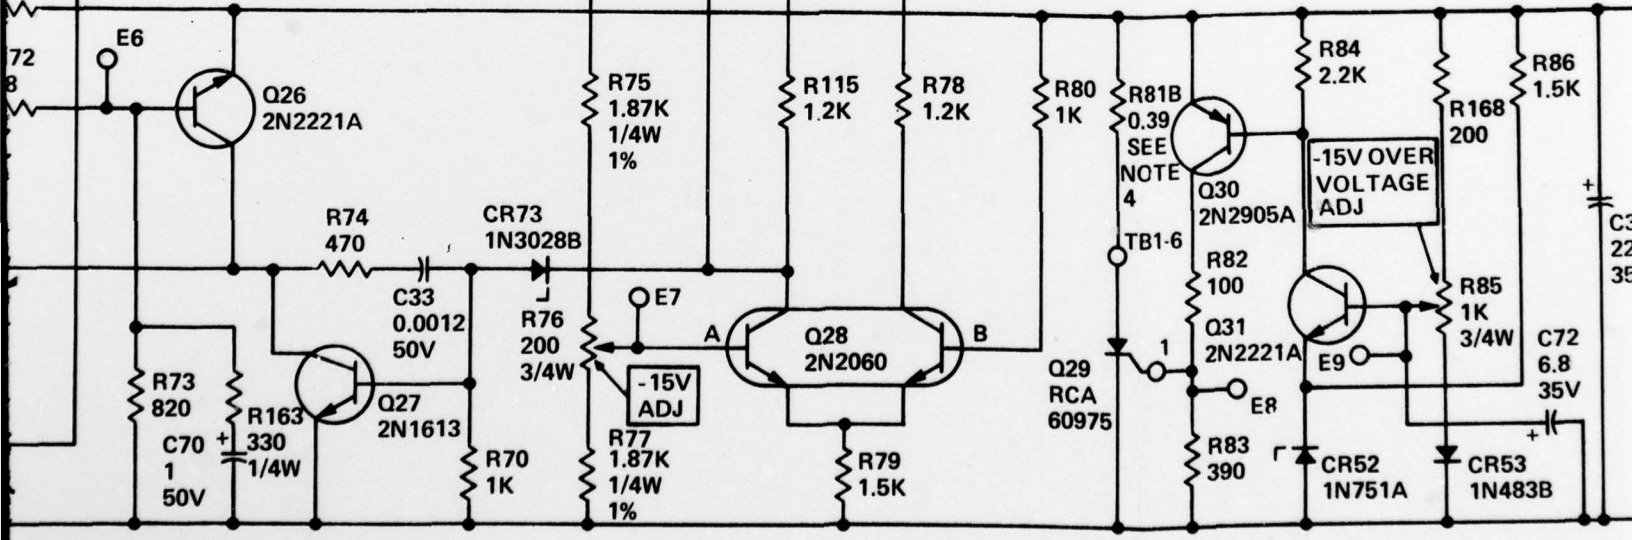 72
8
E6
Q26
2N2221A
R75
1.87K
1/4W
1%
R115
1.2K
R78
1.2K
R80
1K
R81B
0.39
SEE
NOTE
4
TB1-6
R84
2.2K
R168
200
R86
1.5K
-15V OVER
VOLTAGE
ADJ
Q30
2N2905A
R74
470
CR73
1N3028B
C33
0.0012
50V
E7
R76
200
3/4W
-15V
ADJ
A
Q28
2N2060
B
R82
100
Q31
2N2221A
1
Q29
RCA
60975
E8
E9
R85
1K
3/4W
C72
6.8
35V
+
+
C3
22
35
R73
820
R163
330
1/4W
C70
1
50V
+
Q27
2N1613
R70
1K
R77
1.87K
1/4W
1%
R79
1.5K
R83
390
CR52
1N751A
CR53
1N483B